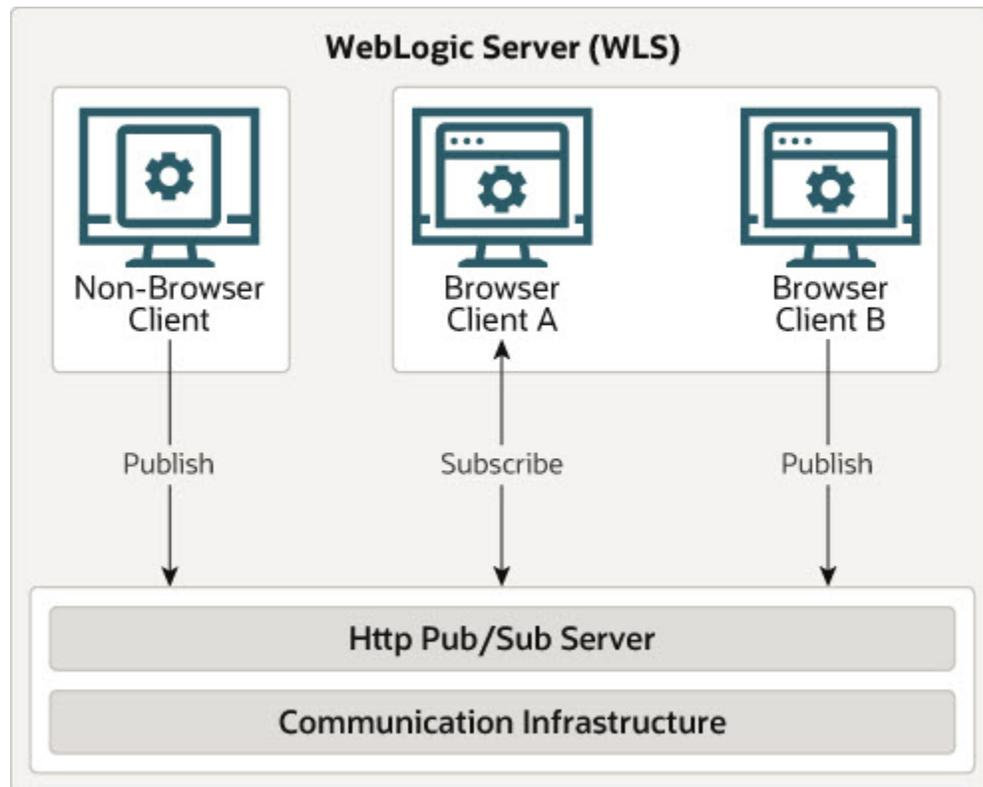 WebLogic Server (WLS)
Non-Browser
Client
Browser
Client A
Browser
Client B
Publish
Subscribe
Publish
Http Pub/Sub Server
Communication Infrastructure